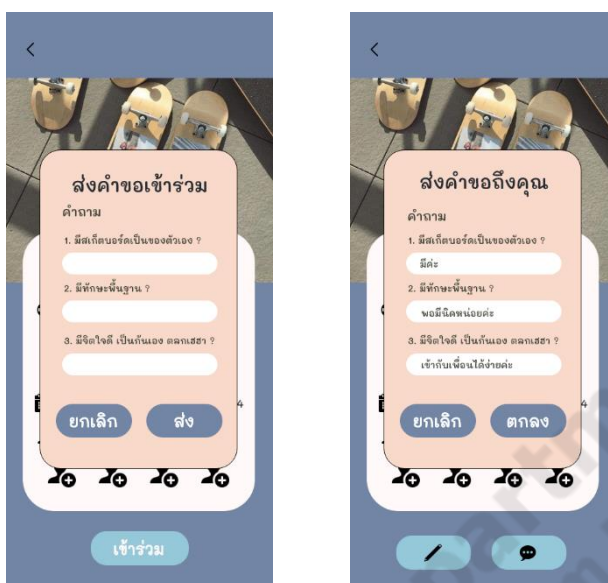 ส่งคำขอเข้าร่วม
คำถาม
1. มีสเก็ตบอร์ดเป็นของตัวเอง ?
2. มีทักษะพื้นฐาน ?
3. มีจิตใจดี เป็นกันเอง ตลกเฮฮา ?
ยกเลิก
ส่ง
4
เข้าร่วม
ส่งคำขอถึงคุณ
คำถาม
1. มีสเก็ตบอร์ดเป็นของตัวเอง ?
มีค่ะ
2. มีทักษะพื้นฐาน ?
พอมีนิดหน่อยค่ะ
3. มีจิตใจดี เป็นกันเอง ตลกเฮฮา ?
เข้ากับเพื่อนได้ง่ายค่ะ
ยกเลิก
ตกลง
4